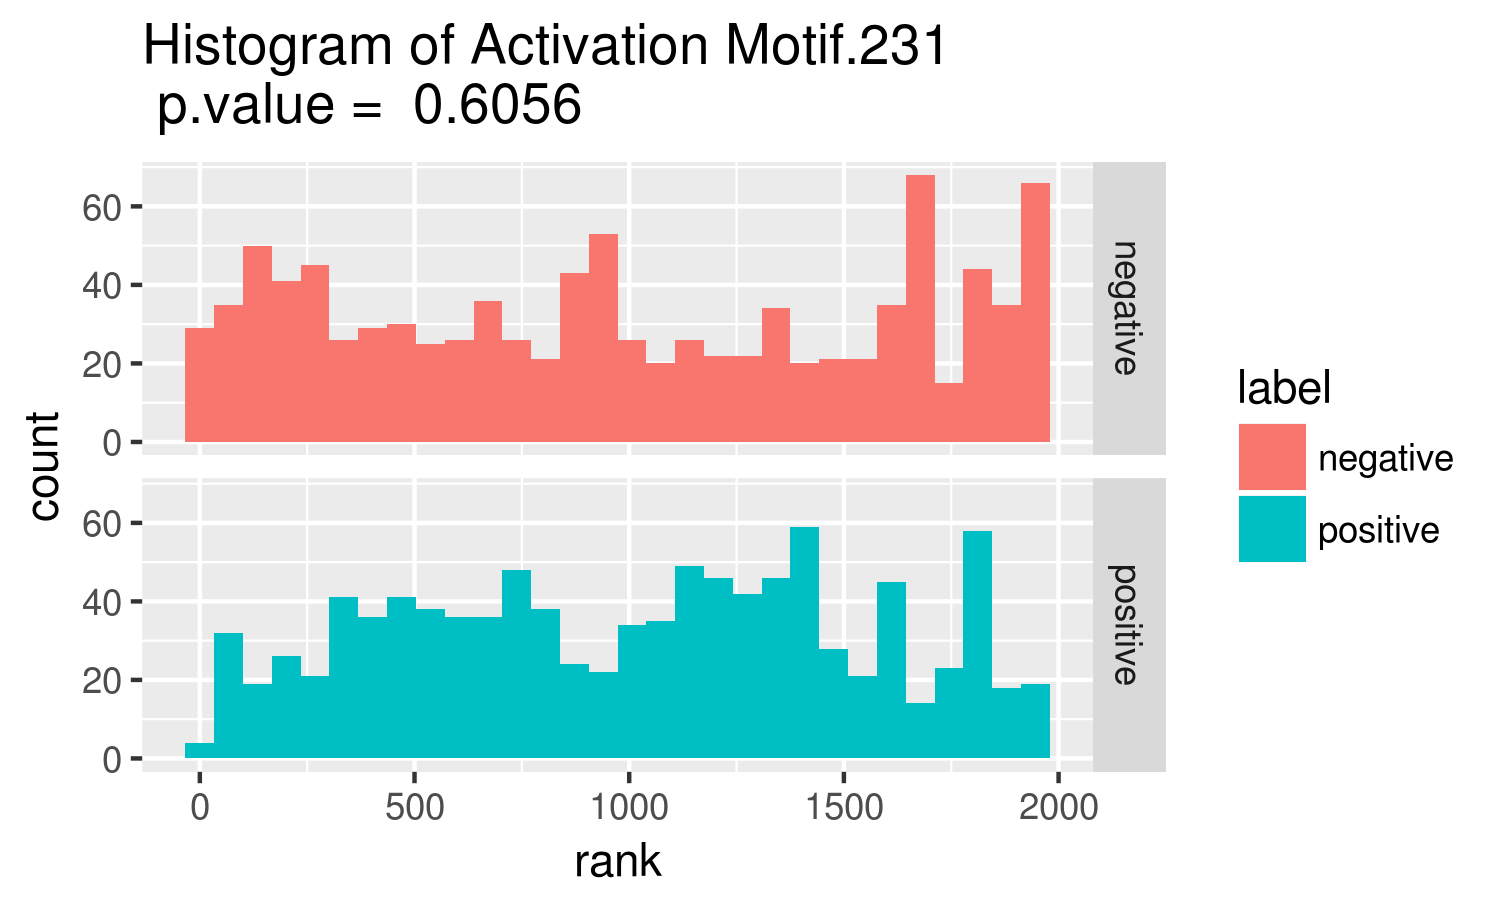 Histogram of Activation Motif.231
p.value = 0.6056
60
40
20
0
negative
60
40
20
0
positive
count
0 500 1000 1500 2000
rank
label
negative
positive